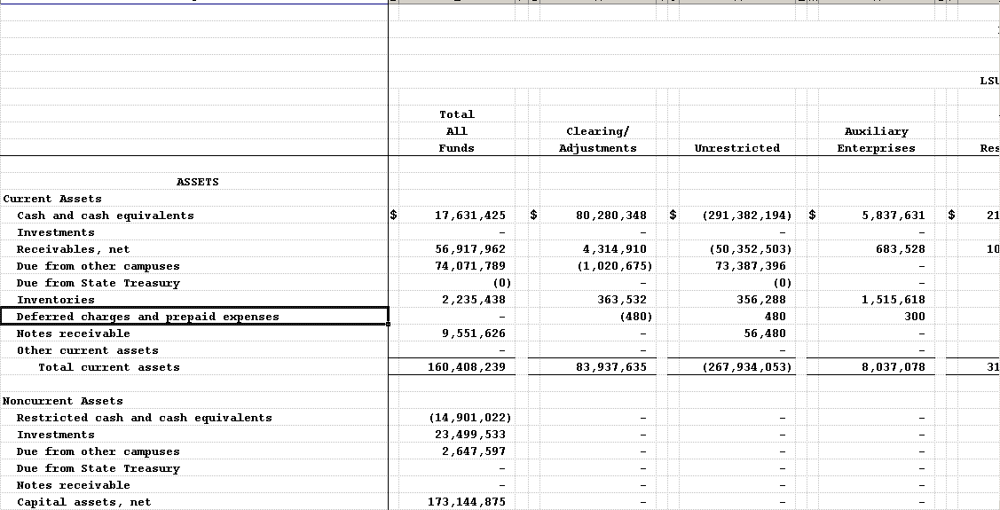 LSU
Total
All Clearing/ Auxiliary
Funds Adjustments Unrestricted Enterprises Res
ASSETS
Current Assets
Cash and cash equivalents $ 17,631,425 $ 80,280,348 $ (291,382,194) $ 5,837,631 $ 21
Investments – – – –
Receivables, net 56,917,962 4,314,910 (50,352,503) 683,528 10
Due from other campuses 74,071,789 (1,020,675) 73,387,396 –
Due from State Treasury (0) – (0) –
Inventories 2,235,438 363,532 356,288 1,515,618
Deferred charges and prepaid expenses – (480) 480 300
Notes receivable 9,551,626 – 56,480 –
Other current assets – – – –
Total current assets 160,408,239 83,937,635 (267,934,053) 8,037,078 31
Noncurrent Assets
Restricted cash and cash equivalents (14,901,022) – – –
Investments 23,499,533 – – –
Due from other campuses 2,647,597 – – –
Due from State Treasury – – – –
Notes receivable – – – –
Capital assets, net 173,144,875 – – –